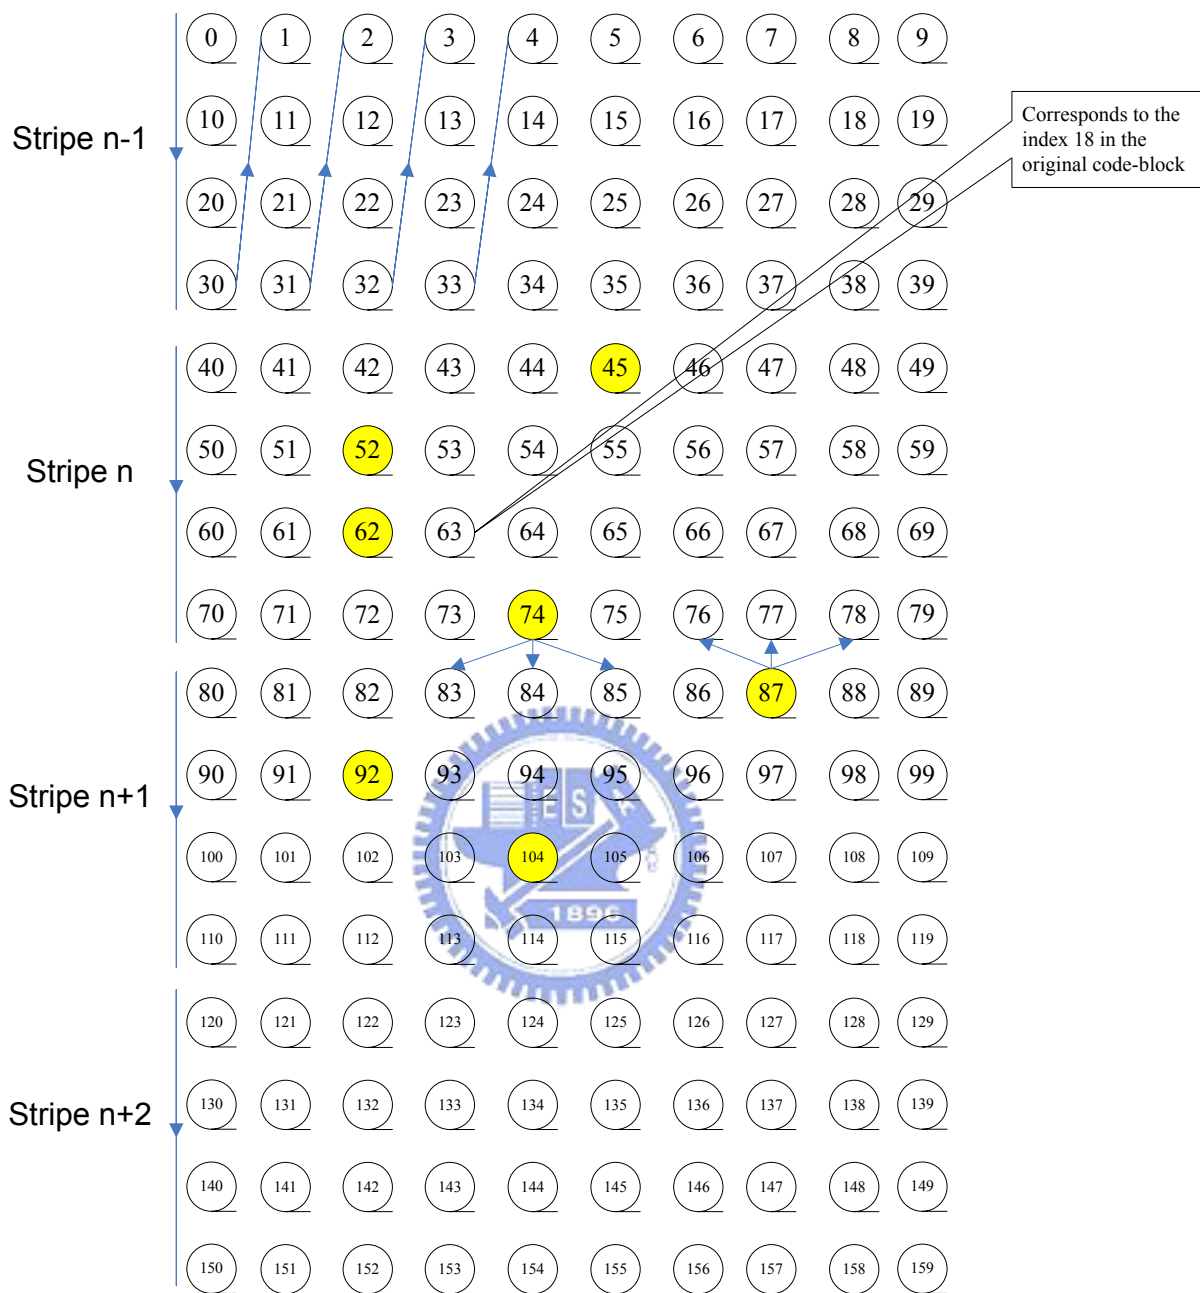 0 1 2 3 4 5 6 7 8 9
10 11 12 13 14 15 16 17 18 19
Corresponds to the
index 18 in the
original code-block
Stripe n-1
20 21 22 23 24 25 26 27 28 29
30 31 32 33 34 35 36 37 38 39
40 41 42 43 44 45 46 47 48 49
50 51 52 53 54 55 56 57 58 59
Stripe n
60 61 62 63 64 65 66 67 68 69
70 71 72 73 74 75 76 77 78 79
80 81 82 83 84 85 86 87 88 89
90 91 92 93 94 95 96 97 98 99
Stripe n+1
E S
100 101 102 103 104 105 106 107 108 109
1896
110 111 112 113 114 115 116 117 118 119
120 121 122 123 124 125 126 127 128 129
130 131 132 133 134 135 136 137 138 139
Stripe n+2
140 141 142 143 144 145 146 147 148 149
150 151 152 153 154 155 156 157 158 159